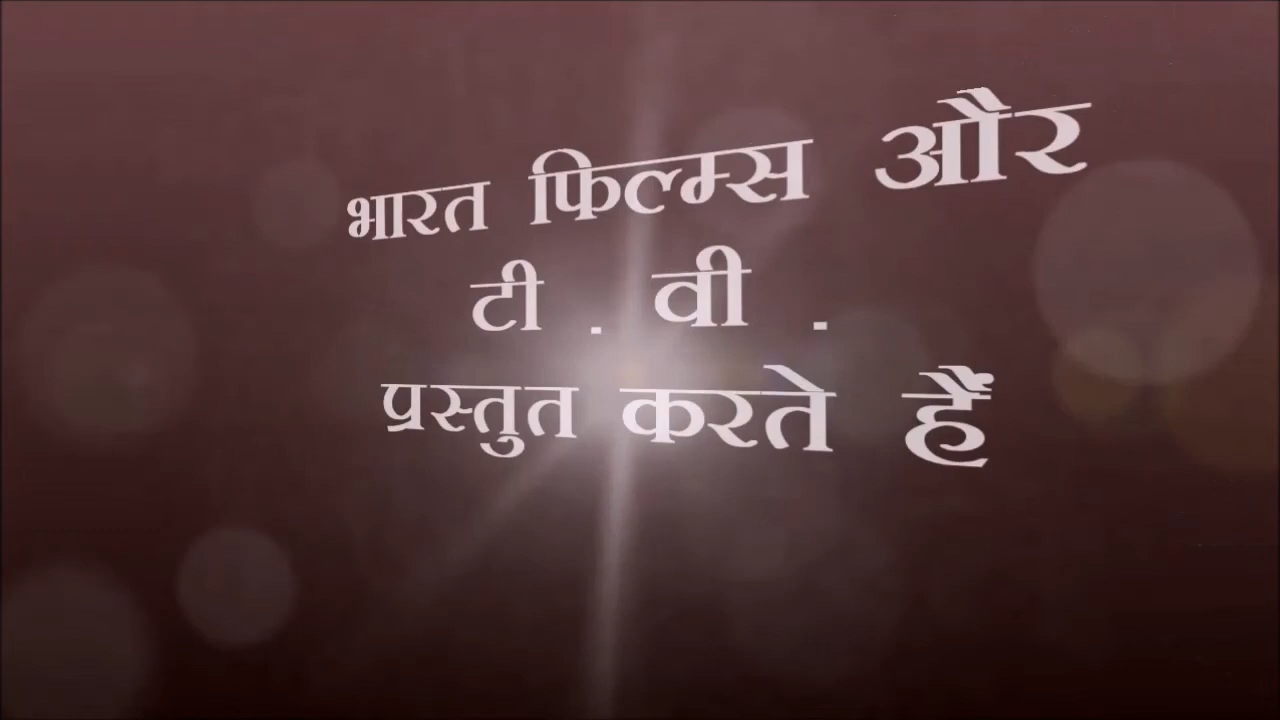 भारत फिल्म्स और
टी . वी .
प्रस्तुत करते हैं